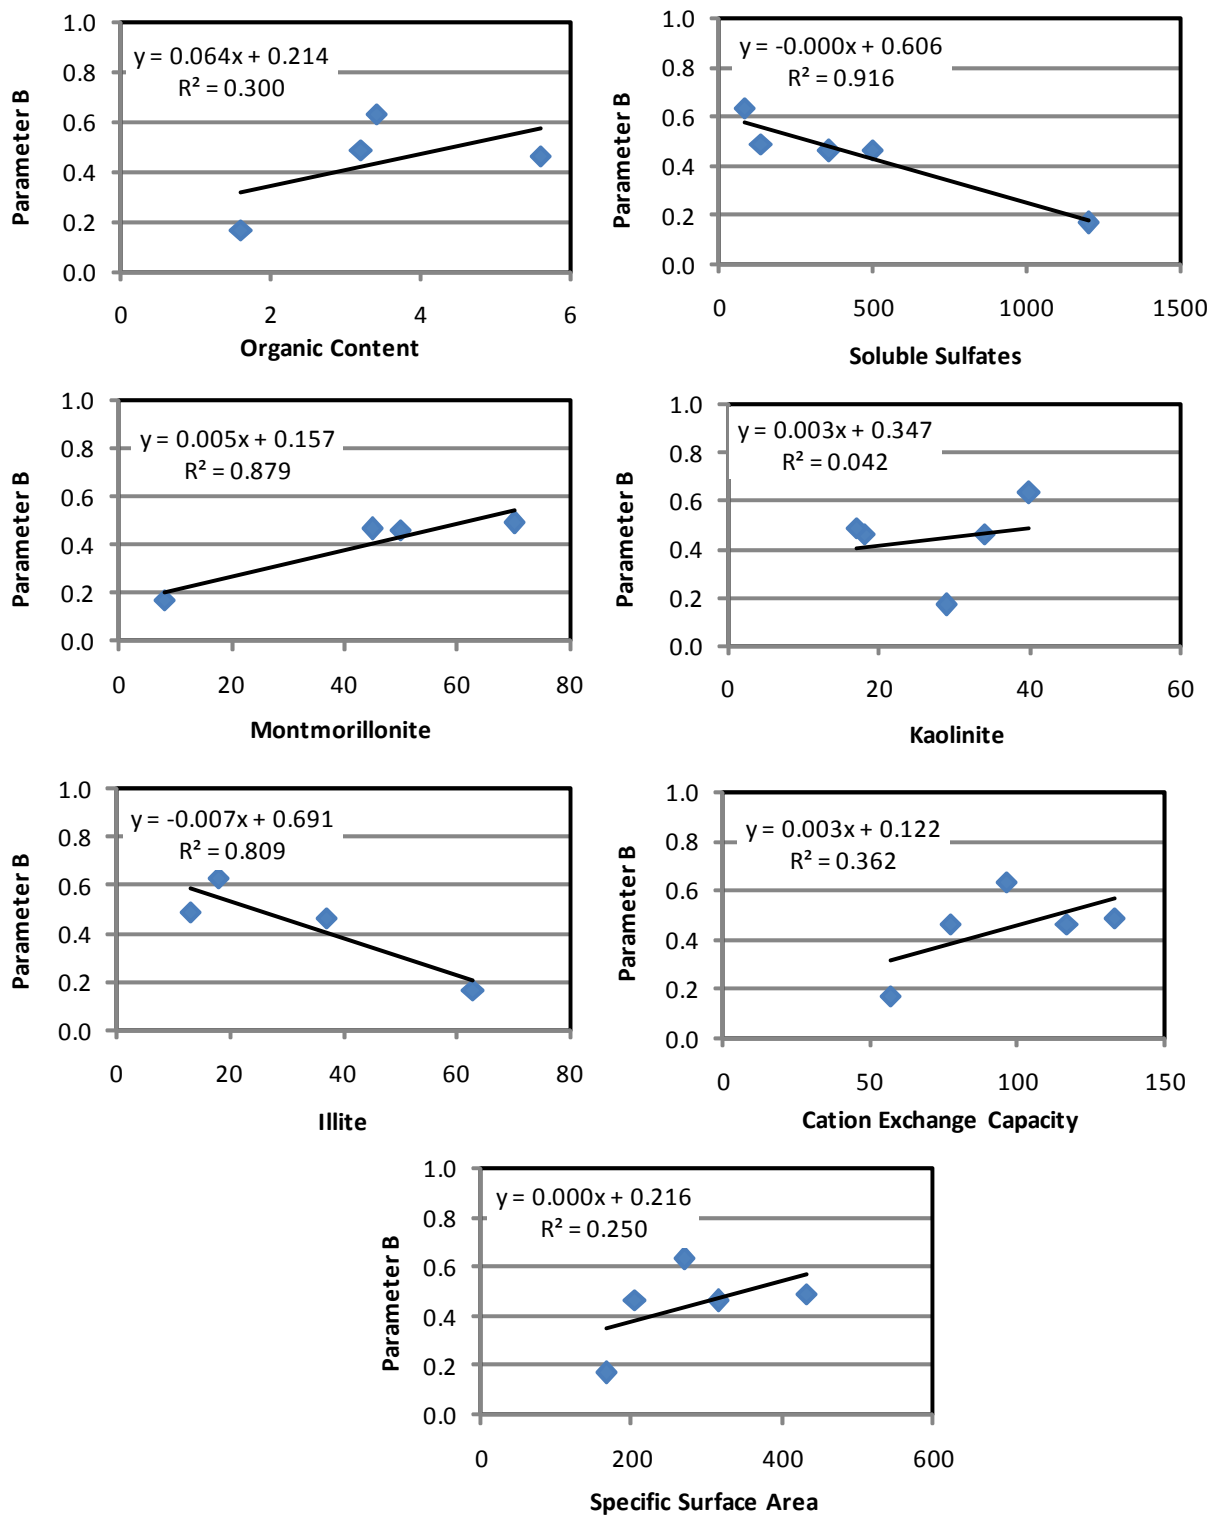 Parameter B
1.0
0.8
0.6
0.4
0.2
0.0
y = 0.064x + 0.214
R² = 0.300
0 2 4 6
Organic Content
Parameter B
1.0
0.8
0.6
0.4
0.2
0.0
y = -0.000x + 0.606
R² = 0.916
0 500 1000 1500
Soluble Sulfates
Parameter B
1.0
0.8
0.6
0.4
0.2
0.0
y = 0.005x + 0.157
R² = 0.879
0 20 40 60 80
Montmorillonite
Parameter B
1.0
0.8
0.6
0.4
0.2
0.0
y = 0.003x + 0.347
R² = 0.042
0 20 40 60
Kaolinite
Parameter B
1.0
0.8
0.6
0.4
0.2
0.0
y = -0.007x + 0.691
R² = 0.809
0 20 40 60 80
Illite
Parameter B
1.0
0.8
0.6
0.4
0.2
0.0
y = 0.003x + 0.122
R² = 0.362
0 50 100 150
Cation Exchange Capacity
Parameter B
1.0
0.8
0.6
0.4
0.2
0.0
y = 0.000x + 0.216
R² = 0.250
0 200 400 600
Specific Surface Area